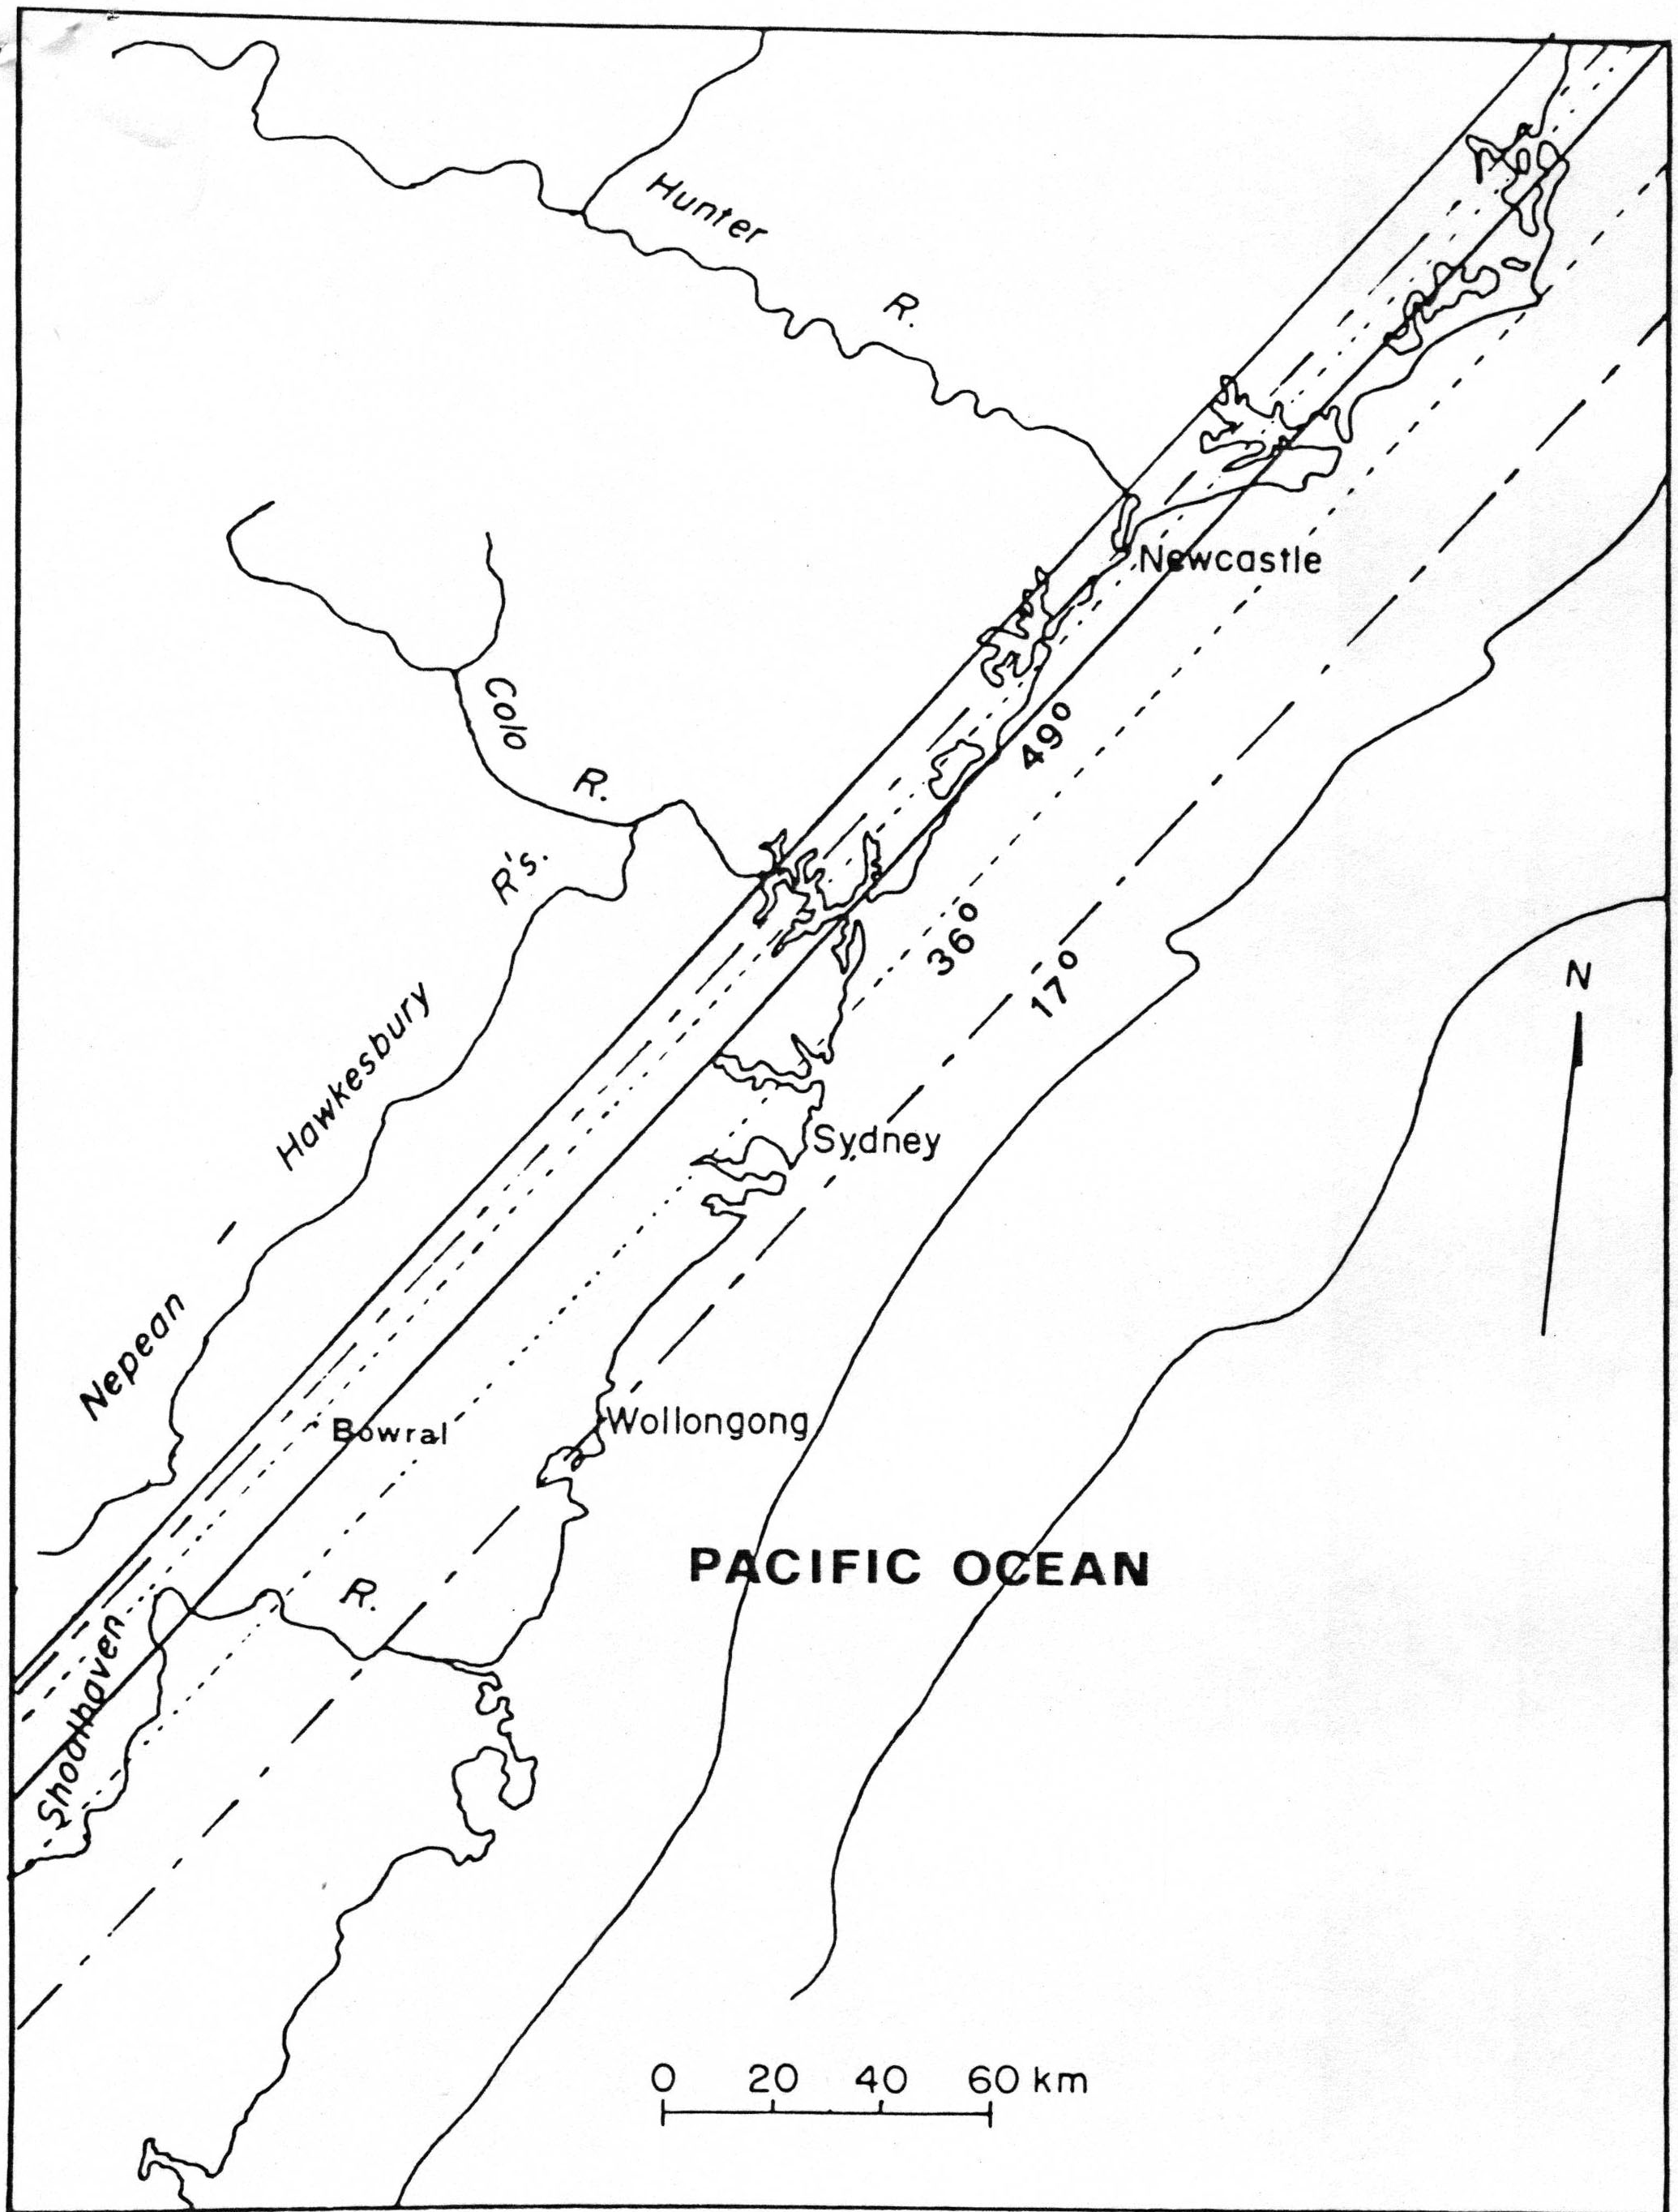 Hunter
R.
Newcastle
Colo
R.
49°
R's.
36°
17°
N
Hawkesbury
Sydney
-
Nepean
Bowral
Wollongong
PACIFIC OCEAN
R.
Shoalhaven
0 20 40 60 km